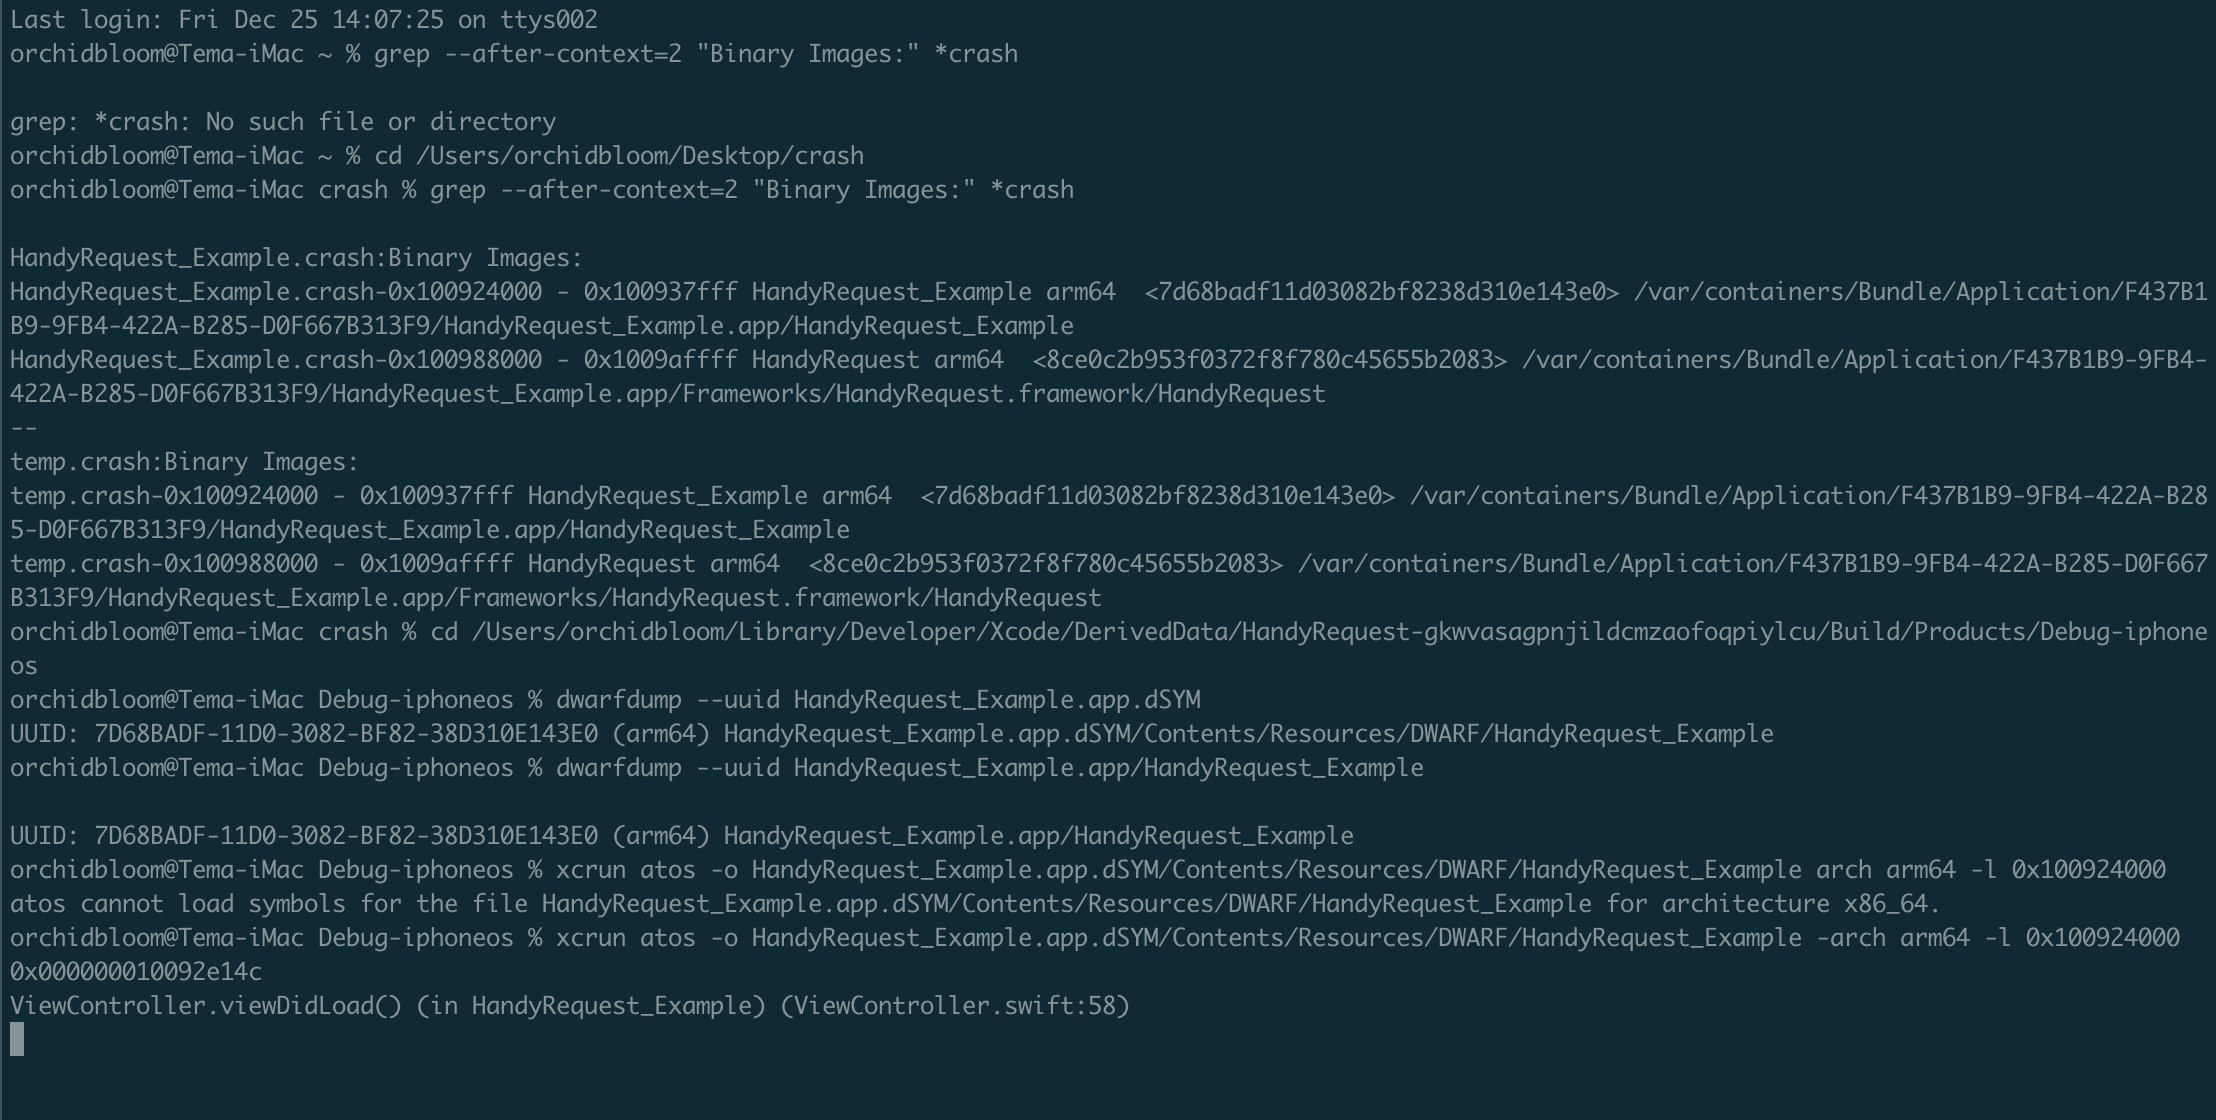 Last login: Fri Dec 25 14:07:25 on ttys002
orchidbloom@Tema-iMac ~ % grep --after-context=2 "Binary Images:" *crash
grep: *crash: No such file or directory
orchidbloom@Tema-iMac ~ % cd /Users/orchidbloom/Desktop/crash
orchidbloom@Tema-iMac crash % grep --after-context=2 "Binary Images:" *crash
HandyRequest_Example.crash:Binary Images:
HandyRequest_Example.crash-0x100924000 - 0x100937fff HandyRequest_Example arm64  <7d68badf11d03082bf8238d310e143e0> /var/containers/Bundle/Application/F437B1
B9-9FB4-422A-B285-D0F667B313F9/HandyRequest_Example.app/HandyRequest_Example
HandyRequest_Example.crash-0x100988000 - 0x1009affff HandyRequest arm64  <8ce0c2b953f0372f8f780c45655b2083> /var/containers/Bundle/Application/F437B1B9-9FB4-
422A-B285-D0F667B313F9/HandyRequest_Example.app/Frameworks/HandyRequest.framework/HandyRequest
--
temp.crash:Binary Images:
temp.crash-0x100924000 - 0x100937fff HandyRequest_Example arm64  <7d68badf11d03082bf8238d310e143e0> /var/containers/Bundle/Application/F437B1B9-9FB4-422A-B28
5-D0F667B313F9/HandyRequest_Example.app/HandyRequest_Example
temp.crash-0x100988000 - 0x1009affff HandyRequest arm64  <8ce0c2b953f0372f8f780c45655b2083> /var/containers/Bundle/Application/F437B1B9-9FB4-422A-B285-D0F667
B313F9/HandyRequest_Example.app/Frameworks/HandyRequest.framework/HandyRequest
orchidbloom@Tema-iMac crash % cd /Users/orchidbloom/Library/Developer/Xcode/DerivedData/HandyRequest-gkwvasagpnjildcmzaofoqpiylcu/Build/Products/Debug-iphone
os
orchidbloom@Tema-iMac Debug-iphoneos % dwarfdump --uuid HandyRequest_Example.app.dSYM
UUID: 7D68BADF-11D0-3082-BF82-38D310E143E0 (arm64) HandyRequest_Example.app.dSYM/Contents/Resources/DWARF/HandyRequest_Example
orchidbloom@Tema-iMac Debug-iphoneos % dwarfdump --uuid HandyRequest_Example.app/HandyRequest_Example
UUID: 7D68BADF-11D0-3082-BF82-38D310E143E0 (arm64) HandyRequest_Example.app/HandyRequest_Example
orchidbloom@Tema-iMac Debug-iphoneos % xcrun atos -o HandyRequest_Example.app.dSYM/Contents/Resources/DWARF/HandyRequest_Example arch arm64 -l 0x100924000
atos cannot load symbols for the file HandyRequest_Example.app.dSYM/Contents/Resources/DWARF/HandyRequest_Example for architecture x86_64.
orchidbloom@Tema-iMac Debug-iphoneos % xcrun atos -o HandyRequest_Example.app.dSYM/Contents/Resources/DWARF/HandyRequest_Example -arch arm64 -l 0x100924000
0x000000010092e14c
ViewController.viewDidLoad() (in HandyRequest_Example) (ViewController.swift:58)